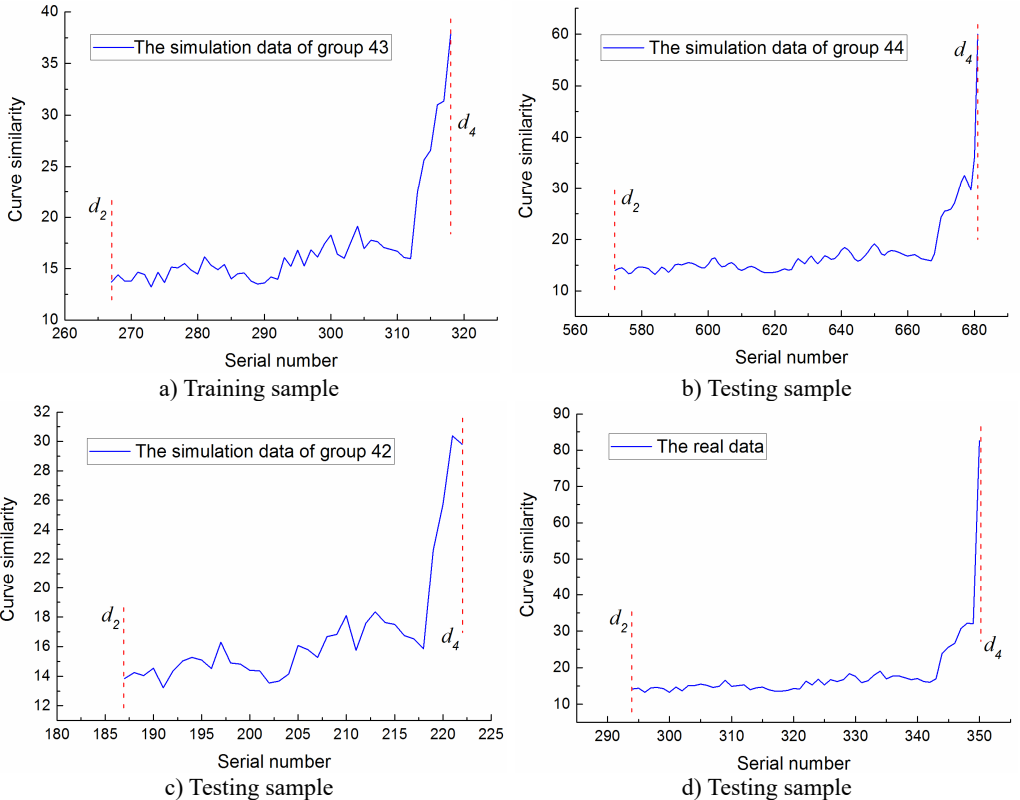 40
35
30
25
20
15
10
Curve similarity
The simulation data of group 43
d2
d4
260 270 280 290 300 310 320
Serial number
a) Training sample
60
50
40
30
20
10
Curve similarity
The simulation data of group 44
d2
d4
560 580 600 620 640 660 680
Serial number
b) Testing sample
32
30
28
26
24
22
20
18
16
14
12
Curve similarity
The simulation data of group 42
d2
d4
180 185 190 195 200 205 210 215 220 225
Serial number
c) Testing sample
90
80
70
60
50
40
30
20
10
Curve similarity
The real data
d2
d4
290 300 310 320 330 340 350
Serial number
d) Testing sample